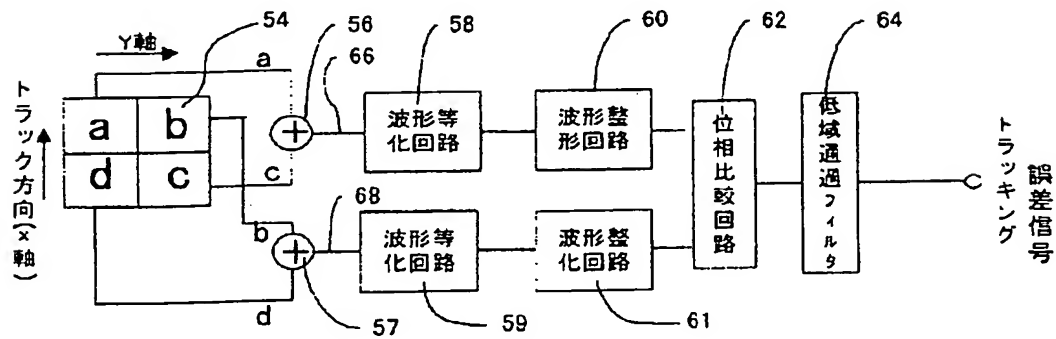 54
56
58
60
62
64
Y軸
a
66
トラック方向(x軸)
a b
d c
c
波形等
化回路
波形整
形回路
位相比較回路
低域通過フィルタ
トラッキング
誤差信号
b
68
波形等
化回路
波形整
形回路
d
57
59
61